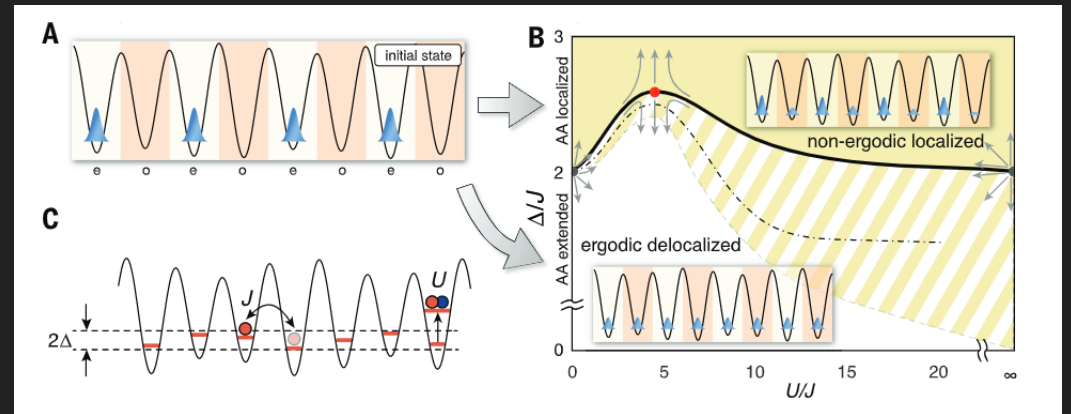 A
initial state
e o e o e o e o
B
3
2
0
AA localized
Δ/J
AA extended
non-ergodic localized
ergodic delocalized
0 5 10 15 20 ∞
U/J
C
J
U
2Δ